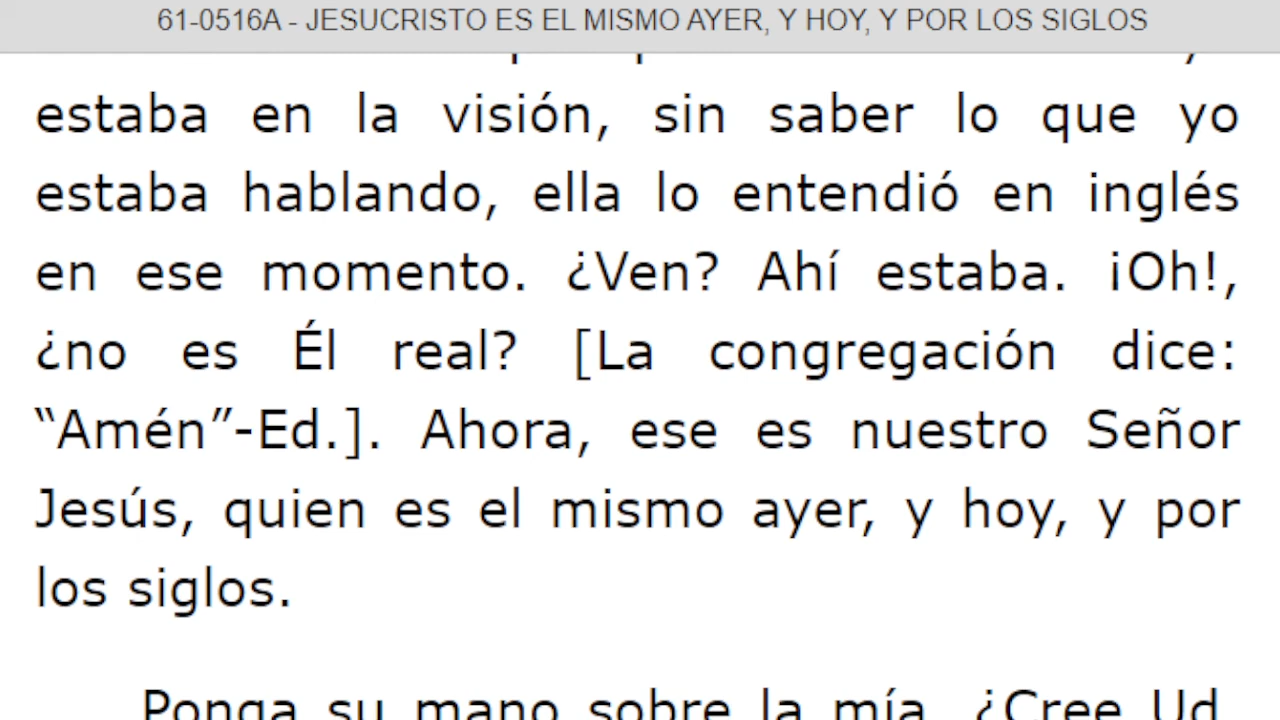 61-0516A - JESUCRISTO ES EL MISMO AYER, Y HOY, Y POR LOS SIGLOS
estaba en la visión, sin saber lo que yo
estaba hablando, ella lo entendió en inglés
en ese momento. ¿Ven? Ahí estaba. ¡Oh!,
¿no es Él real? [La congregación dice:
“Amén”-Ed.]. Ahora, ese es nuestro Señor
Jesús, quien es el mismo ayer, y hoy, y por
los siglos.
Ponga su mano sobre la mía. ¿Cree Ud.